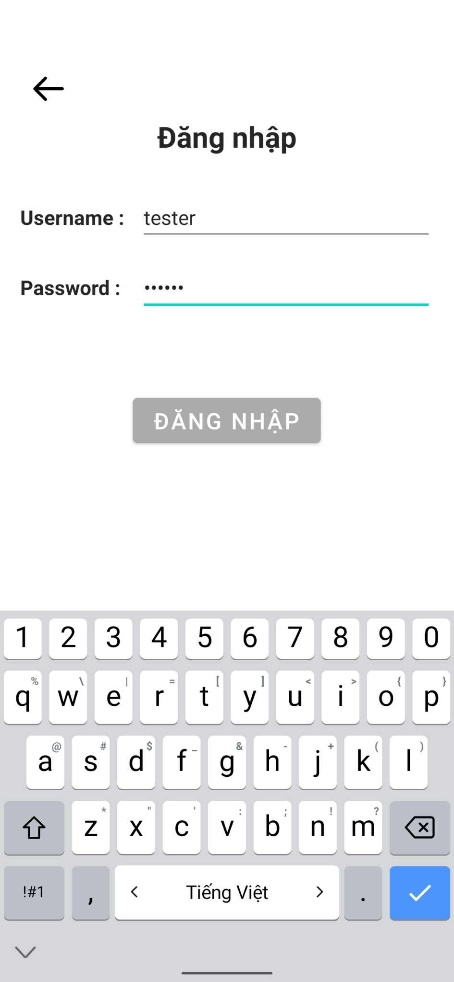 Đăng nhập
Username : tester
Password : ••••••
ĐĂNG NHẬP
1 2 3 4 5 6 7 8 9 0
% \ | = [ ] < > { }
q w e r t y u i o p
@ # $ _ & - + ( )
a s d f g h j k l
* " ' : ; ! ?
z x c v b n m
!#1 , < Tiếng Việt > .